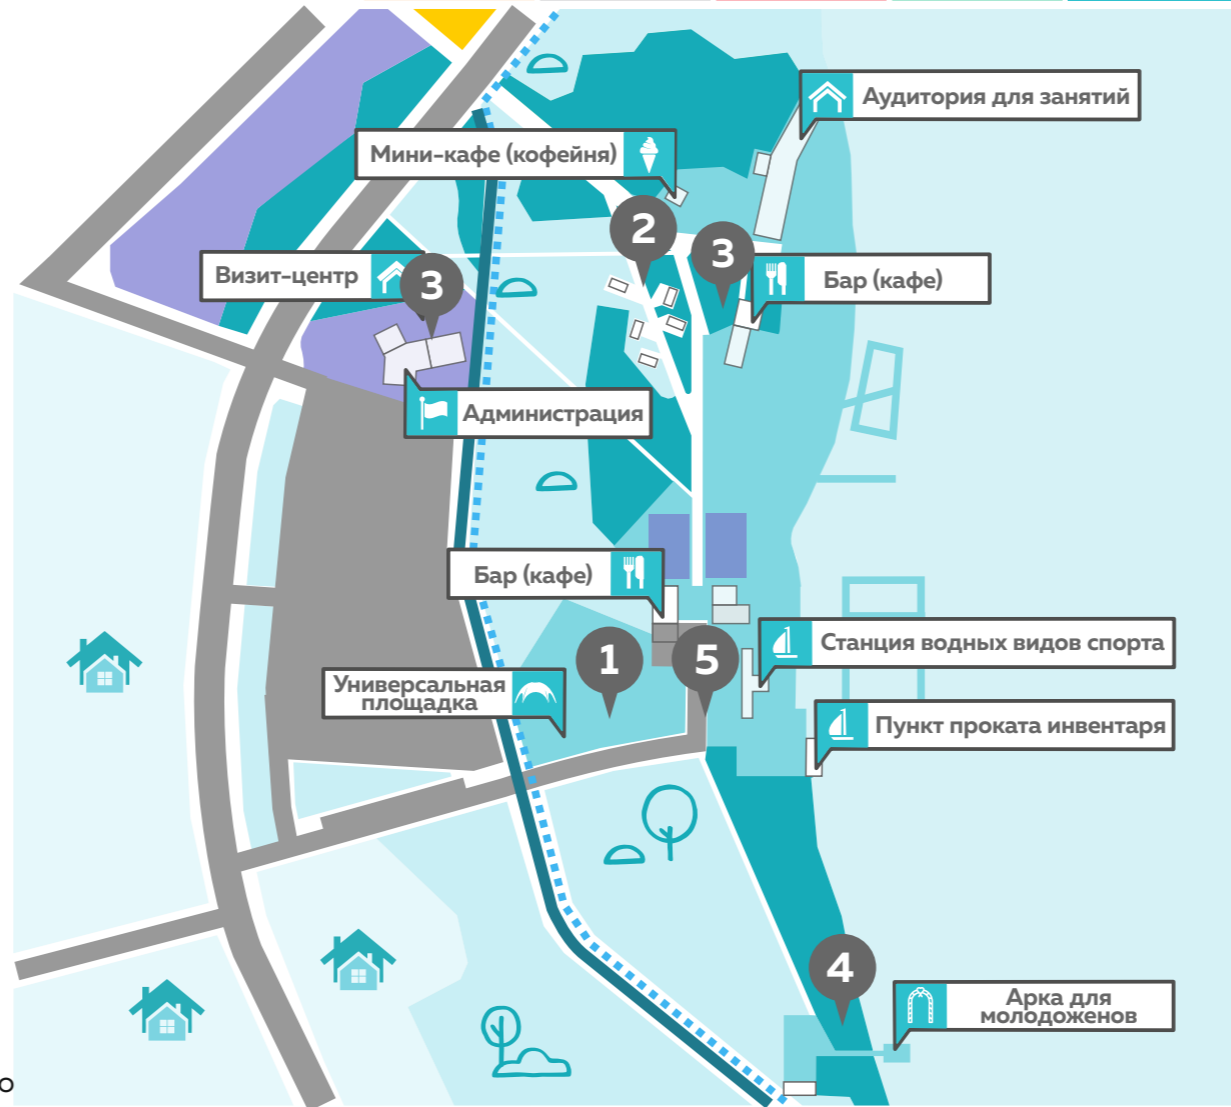 Аудитория для занятий
Мини-кафе (кофейня)
2
3
Визит-центр
3
Бар (кафе)
Администрация
Бар (кафе)
1
5
Станция водных видов спорта
Универсальная
площадка
Пункт проката инвентаря
4
Арка для
молодоженов
о